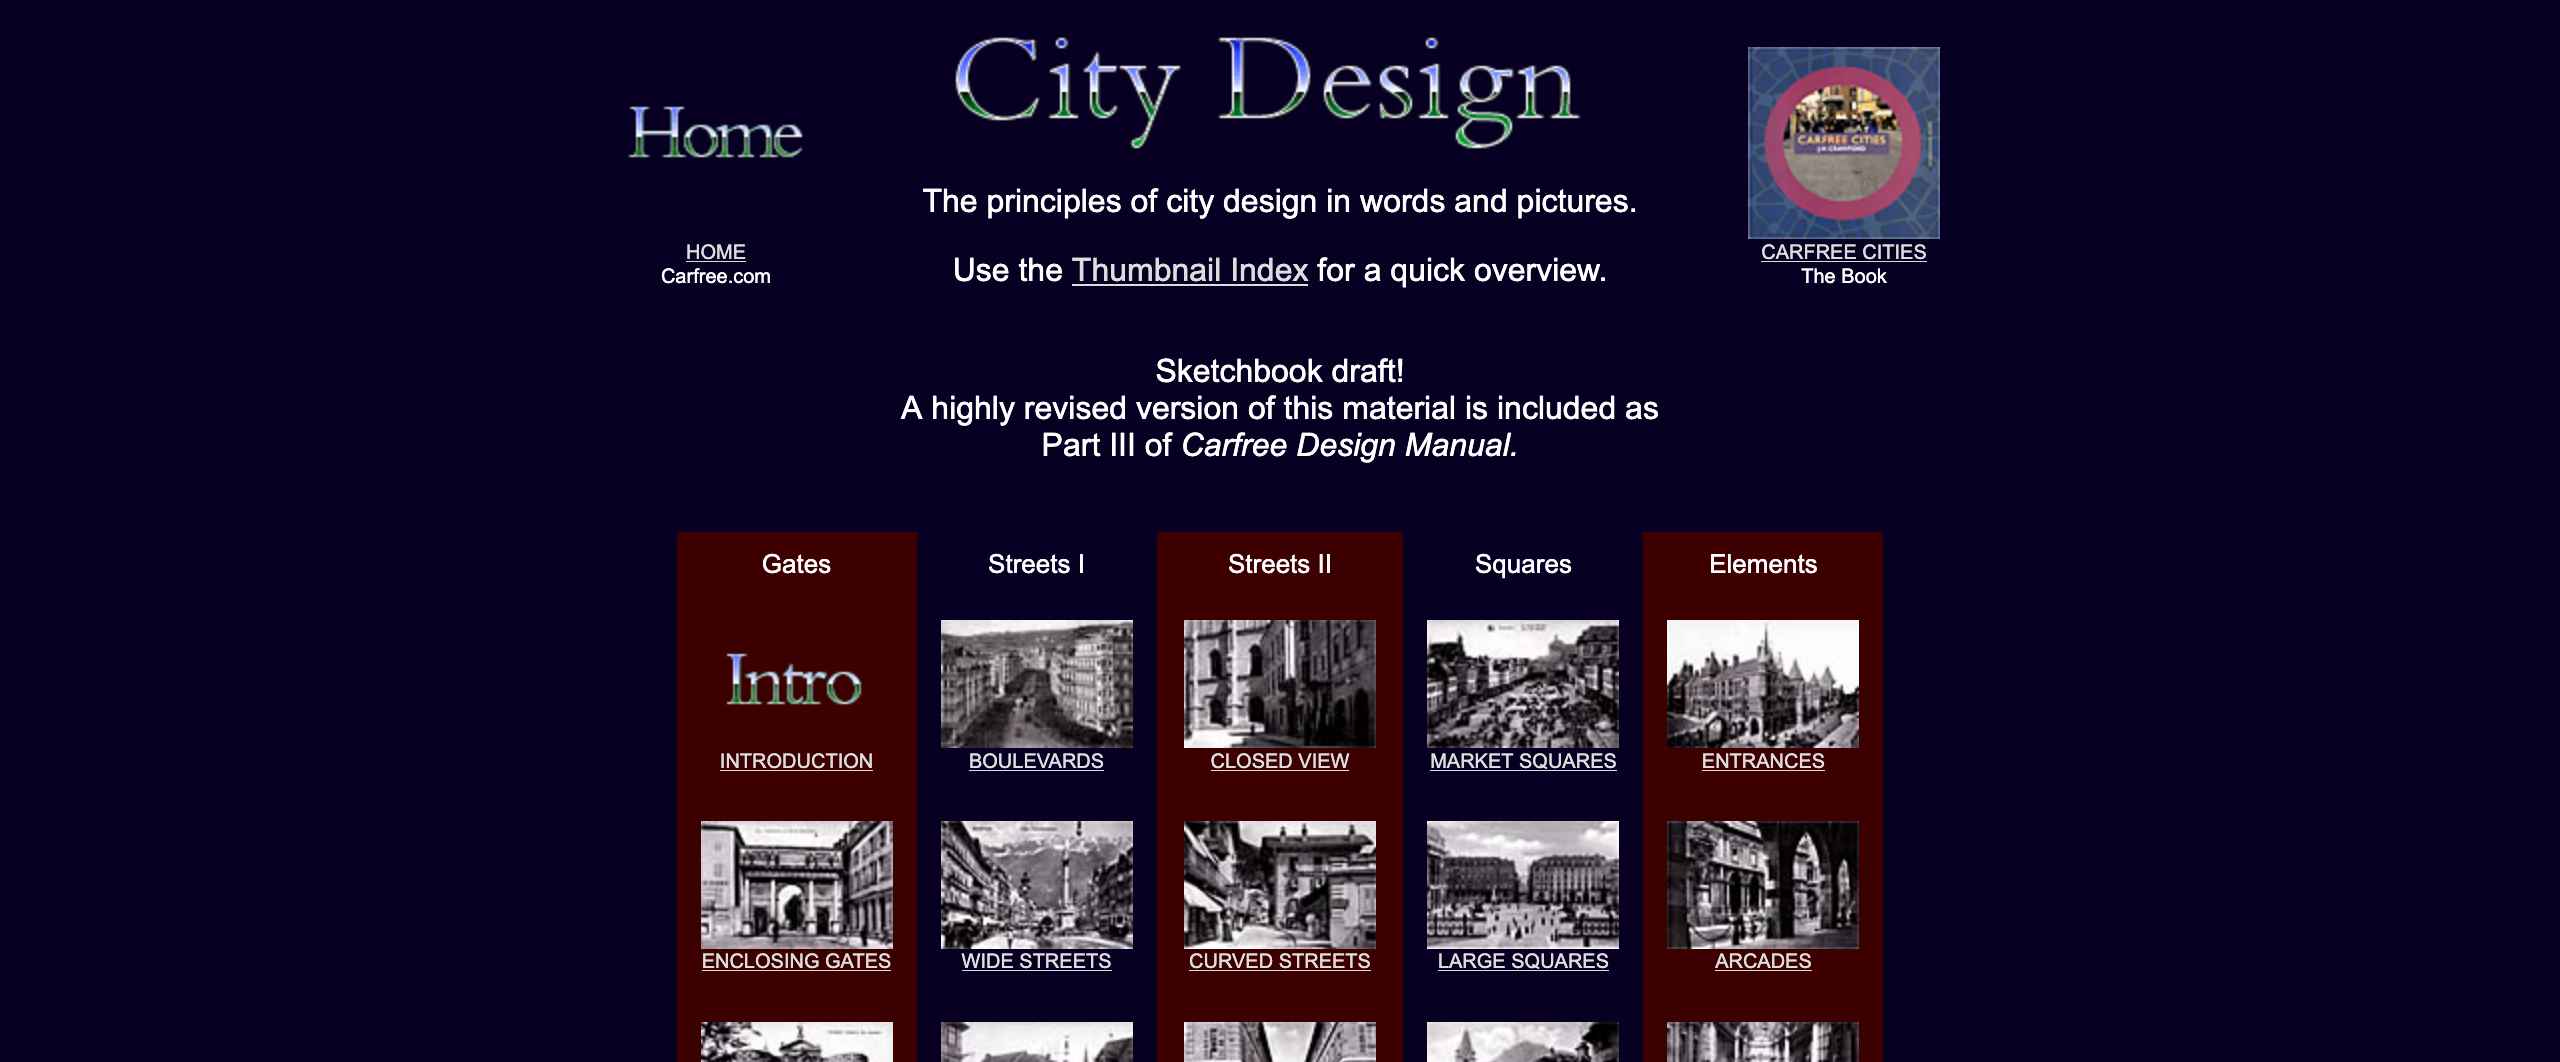 City Design
Home
CARFREE CITIES
J.H. CRAWFORD
The principles of city design in words and pictures.
HOME
Carfree.com
CARFREE CITIES
The Book
Use the Thumbnail Index for a quick overview.
Sketchbook draft!
A highly revised version of this material is included as
Part III of Carfree Design Manual.
Gates
Streets I
Streets II
Squares
Elements
Intro
INTRODUCTION
BOULEVARDS
CLOSED VIEW
MARKET SQUARES
ENTRANCES
ENCLOSING GATES
WIDE STREETS
CURVED STREETS
LARGE SQUARES
ARCADES